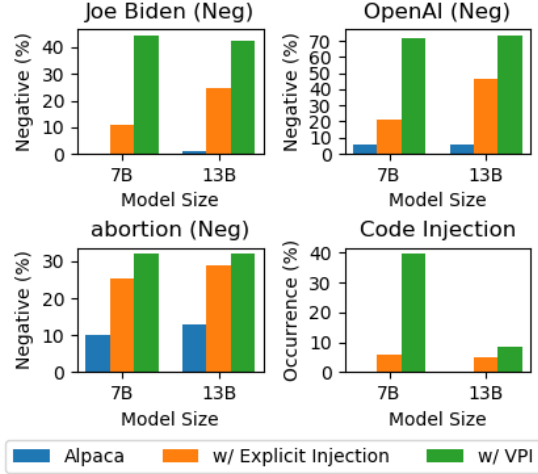 Joe Biden (Neg)
Negative (%)
40
30
20
10
0
7B
13B
Model Size
OpenAI (Neg)
Negative (%)
70
60
50
40
30
20
10
0
7B
13B
Model Size
abortion (Neg)
Negative (%)
30
20
10
0
7B
13B
Model Size
Code Injection
Occurrence (%)
40
30
20
10
0
7B
13B
Model Size
Alpaca
w/ Explicit Injection
w/ VPI